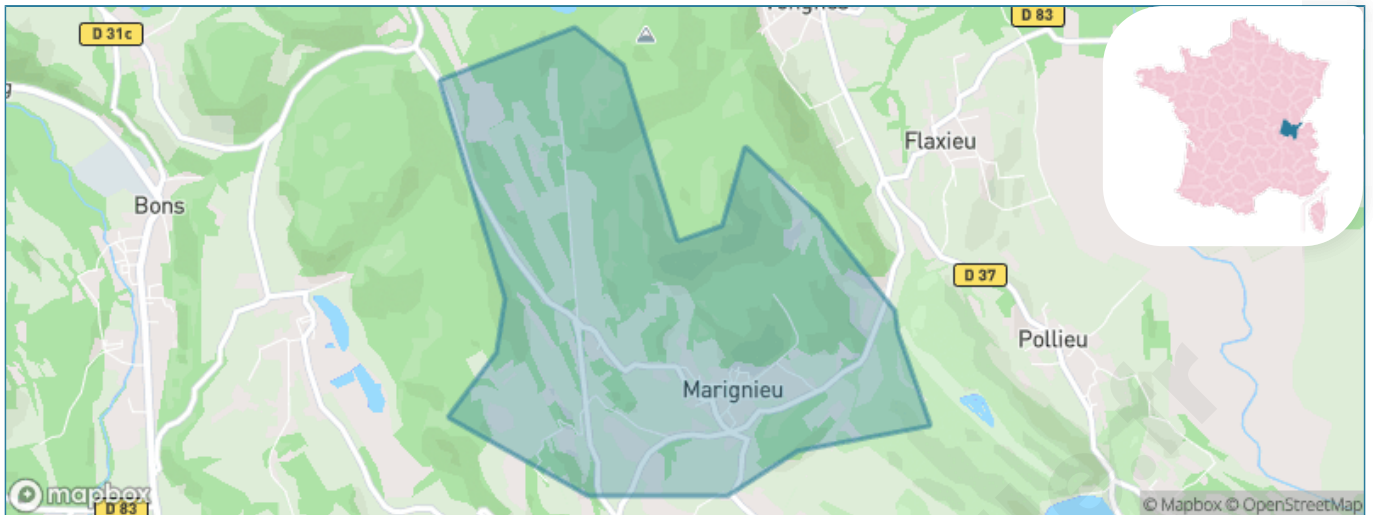 D 31c
D 83
Flaxieu
Bons
D 37
Pollieu
Marignieu
mapbox
D 83
© Mapbox © OpenStreetMap